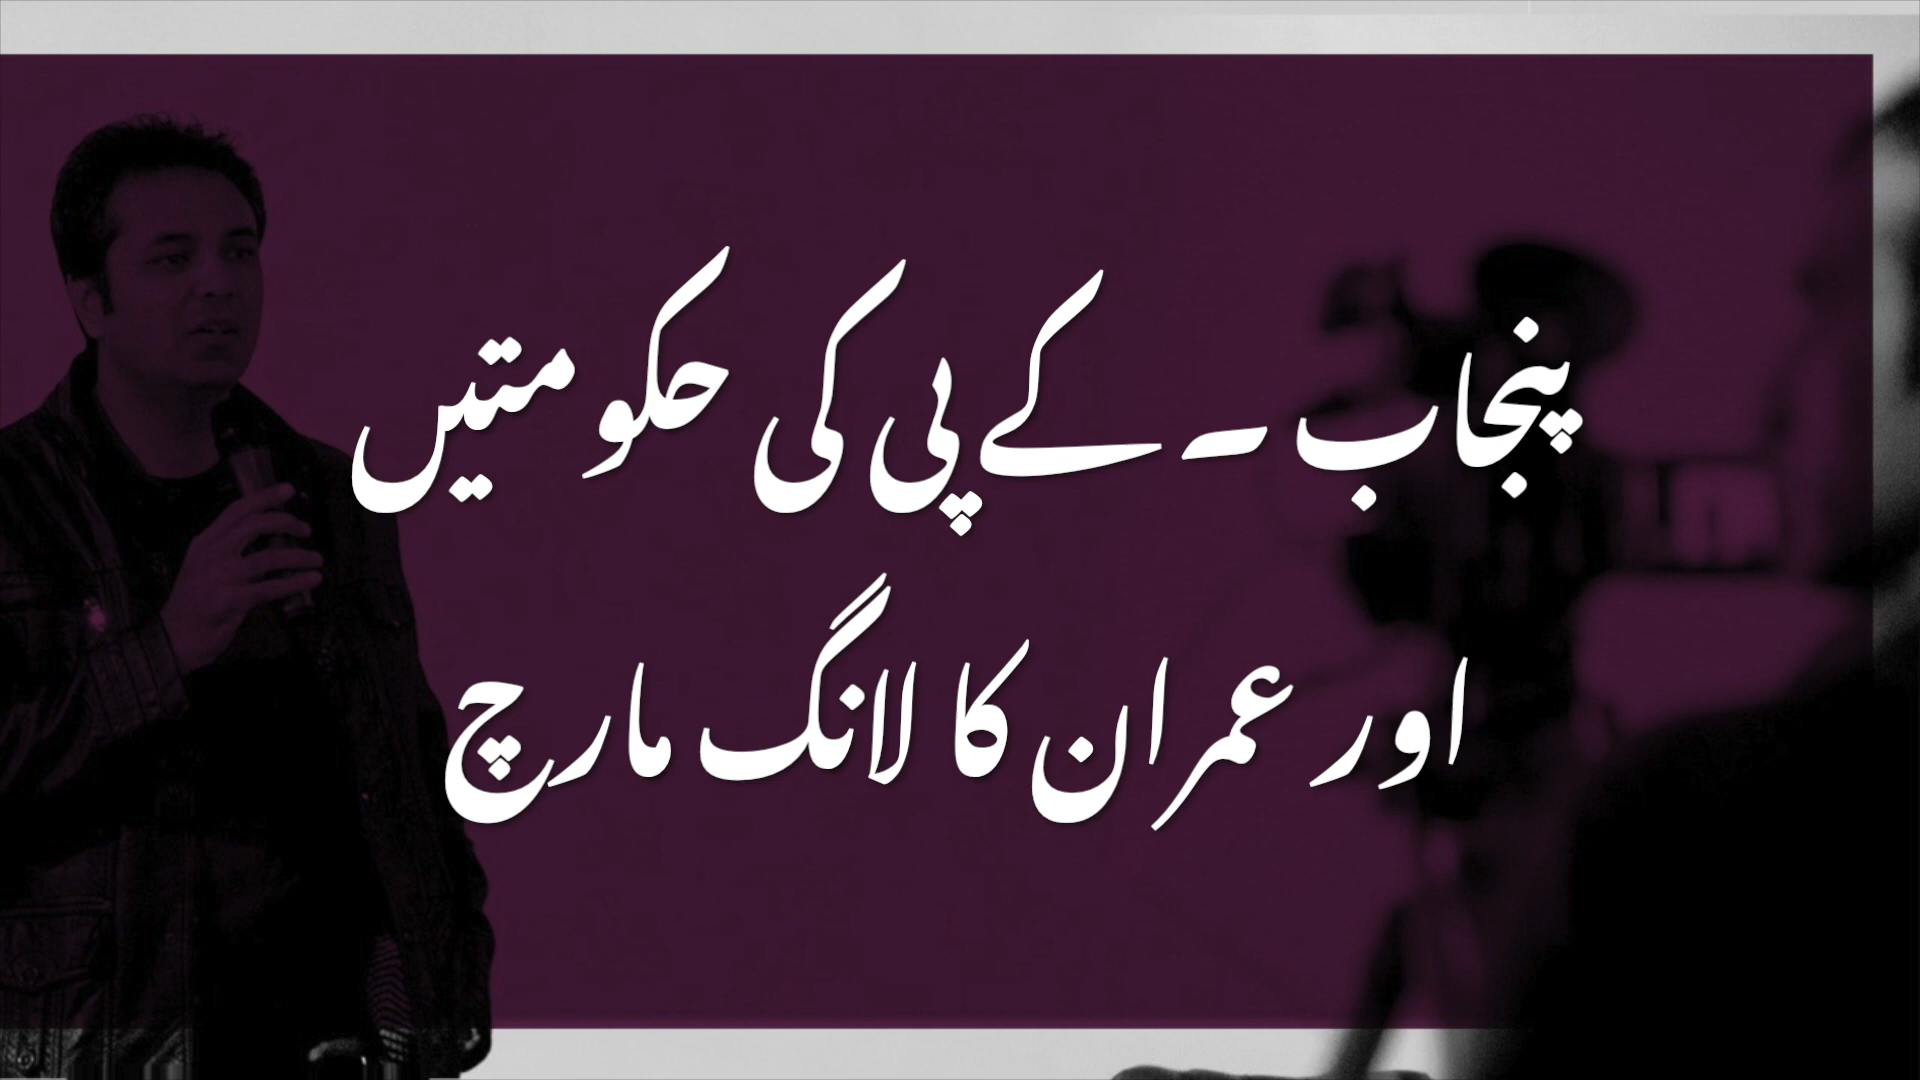 پنجاب ۔ کے پی کی حکومتیں
اور عمران کا لانگ مارچ